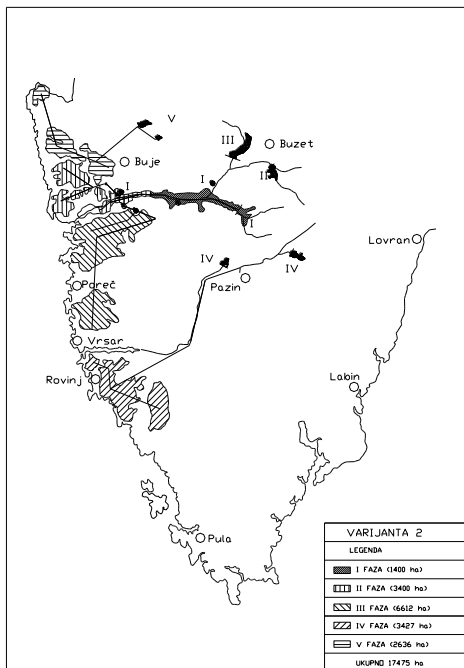 V
III
Buzet
I
Buje
I
II
I
Lovran
IV
IV
Pazin
Poreč
Vrsar
Rovinj
Labin
Pula
VARIJANTA 2
LEGENDA
I FAZA (1400 ha)
II FAZA (3400 ha)
III FAZA (6612 ha)
IV FAZA (3427 ha)
V FAZA (2636 ha)
UKUPNO 17475 ha